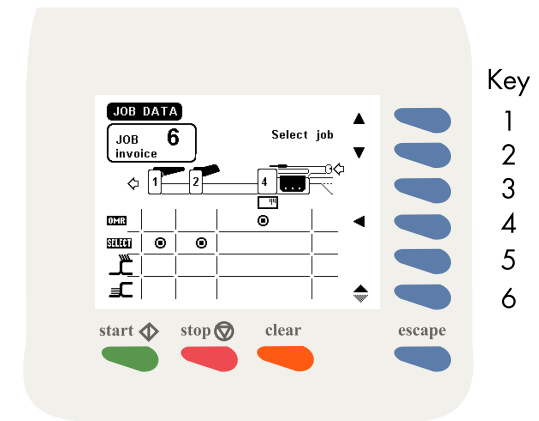 JOB DATA
JOB 6
invoice
Select job
1 2 4
OMR
SELECT
start stop clear escape
Key
1
2
3
4
5
6